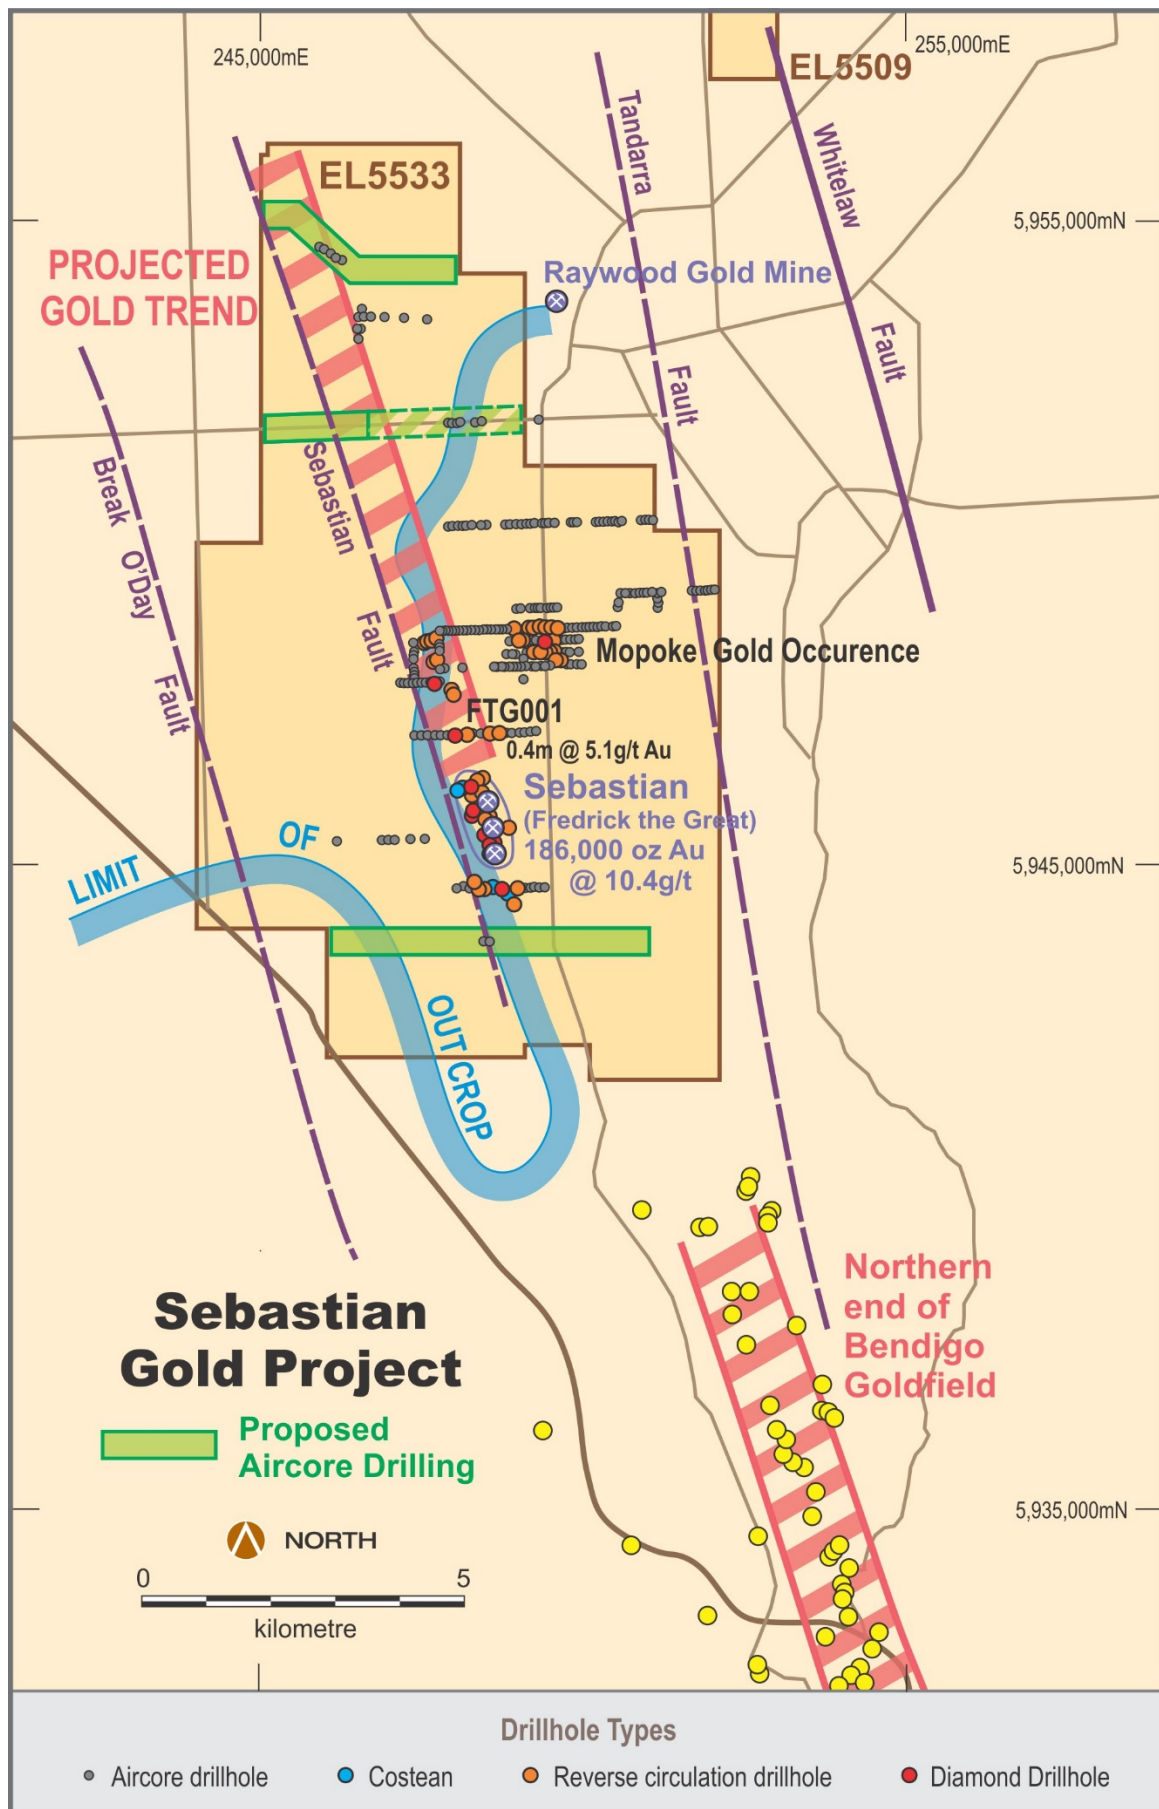 245,000mE
255,000mE
EL5509
Tandarra
Fault
Whitelaw
Fault
EL5533
5,955,000mN
PROJECTED
GOLD TREND
Raywood Gold Mine
Break O'Day Fault
Sebastian
Fault
Mopoke Gold Occurence
FTG001
0.4m @ 5.1g/t Au
Sebastian
(Fredrick the Great)
186,000 oz Au
@ 10.4g/t
5,945,000mN
LIMIT
OF
OUT CROP
Northern
end of
Bendigo
Goldfield
Sebastian
Gold Project
Proposed
Aircore Drilling
NORTH
5,935,000mN
0 5
kilometre
Drillhole Types
Aircore drillhole Costean Reverse circulation drillhole Diamond Drillhole